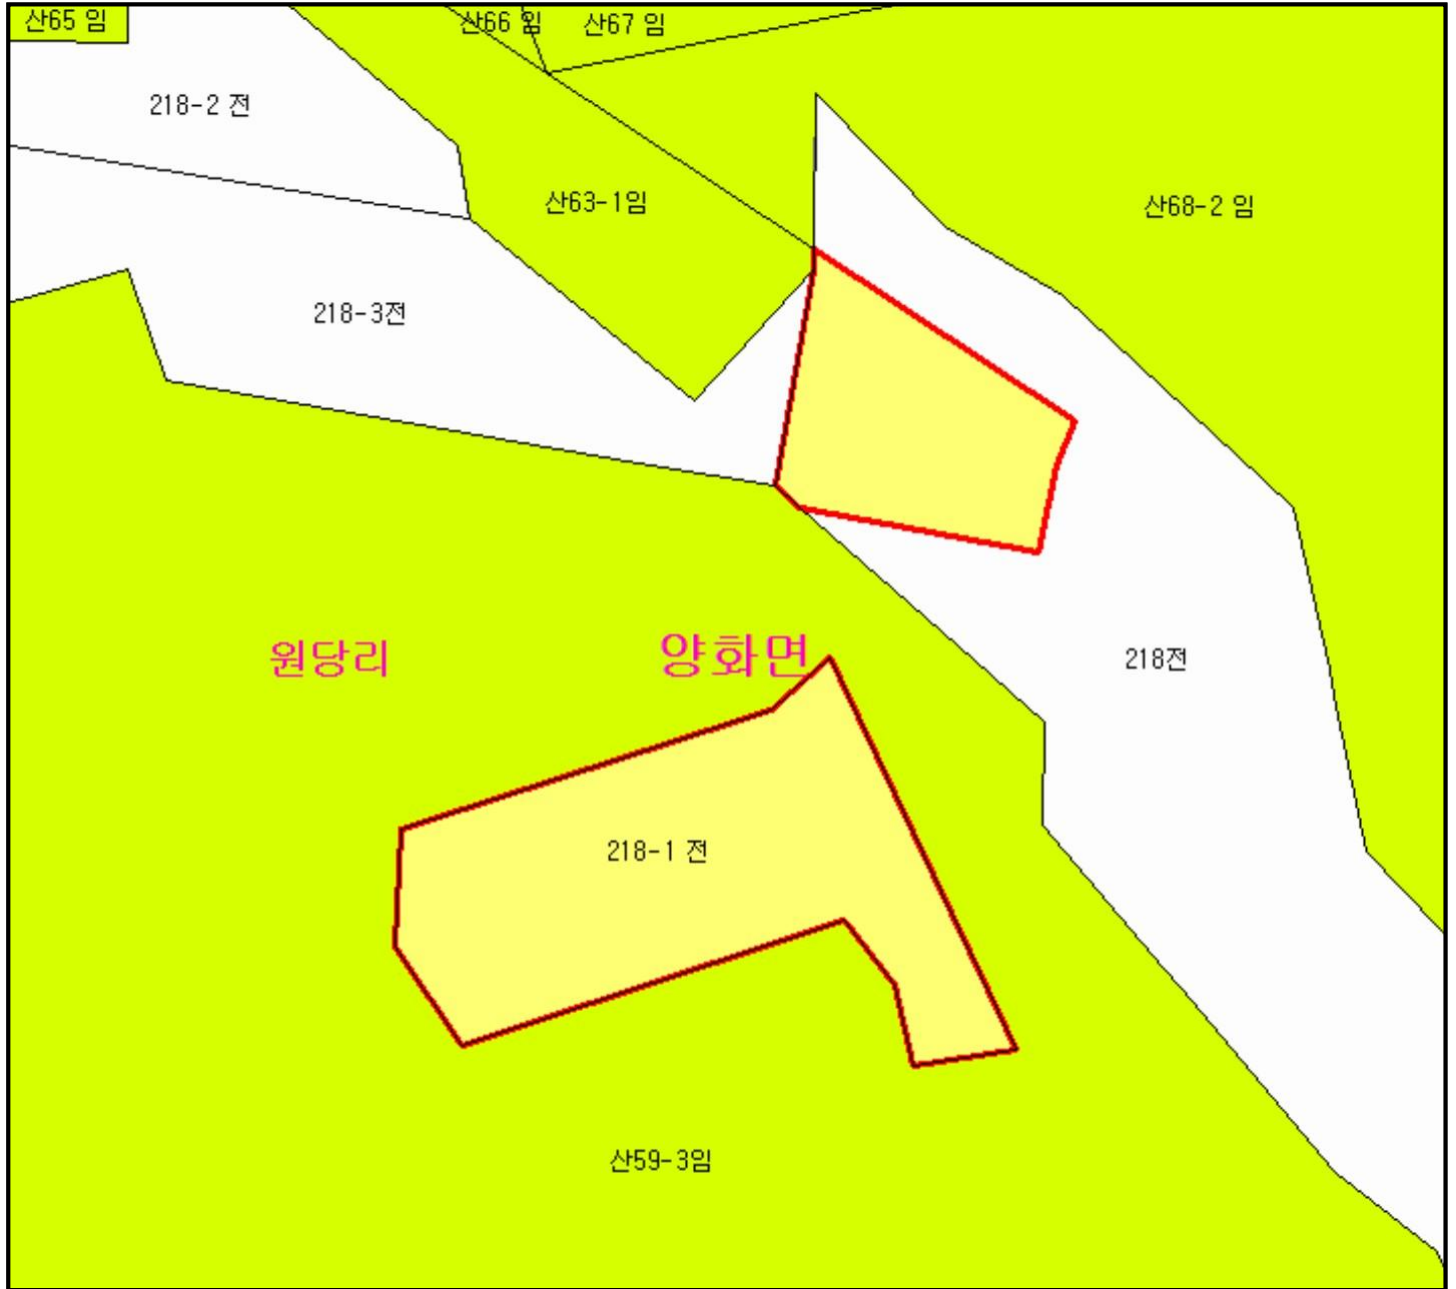 산65 임
산66 임
산67 임
218-2 전
산63-1임
산68-2 임
218-3전
원당리
양화면
218전
218-1 전
산59-3임